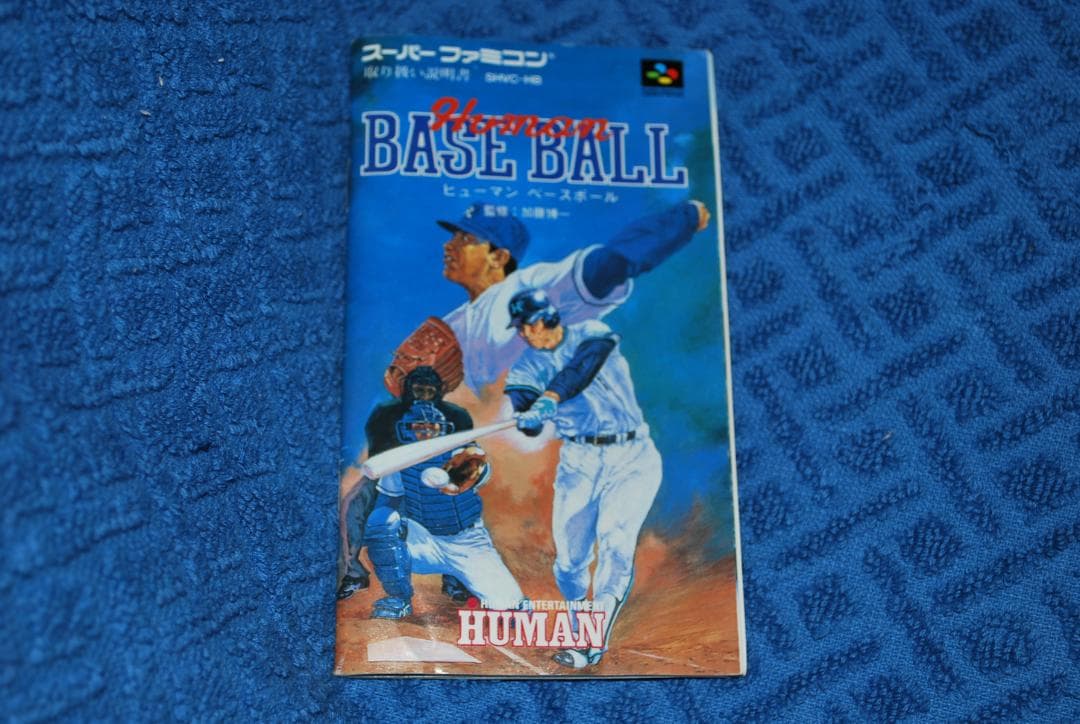 スーパーファミコン®
取り扱い説明書 SHVC-HB
Human
BASE BALL
ヒューマン ベースボール
監修:加藤博一
HUMAN ENTERTAINMENT
HUMAN